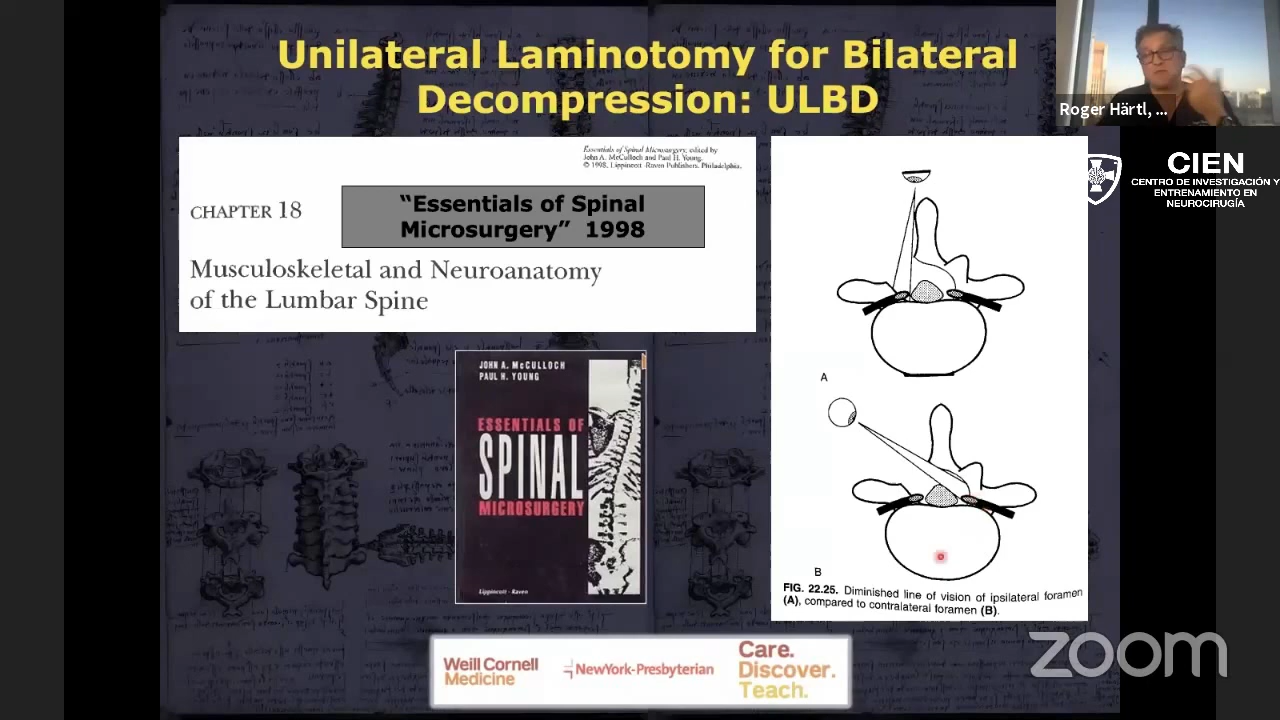 Unilateral Laminotomy for Bilateral
Decompression: ULBD
Roger Härtl, ...
CIEN
CENTRO DE INVESTIGACIÓN Y
ENTRENAMIENTO EN
NEUROCIRUGÍA
Essentials of Spinal Microsurgery, edited by
John A. McCulloch and Paul H. Young.
© 1998, Lippincott-Raven Publishers, Philadelphia.
CHAPTER 18
“Essentials of Spinal
Microsurgery” 1998
Musculoskeletal and Neuroanatomy
of the Lumbar Spine
JOHN A. McCULLOCH
PAUL H. YOUNG
ESSENTIALS OF
SPINAL
MICROSURGERY
Lippincott - Raven
A
B
FIG. 22.25. Diminished line of vision of ipsilateral foramen
(A), compared to contralateral foramen (B).
Weill Cornell
Medicine
NewYork-Presbyterian
Care.
Discover.
Teach.
zoom